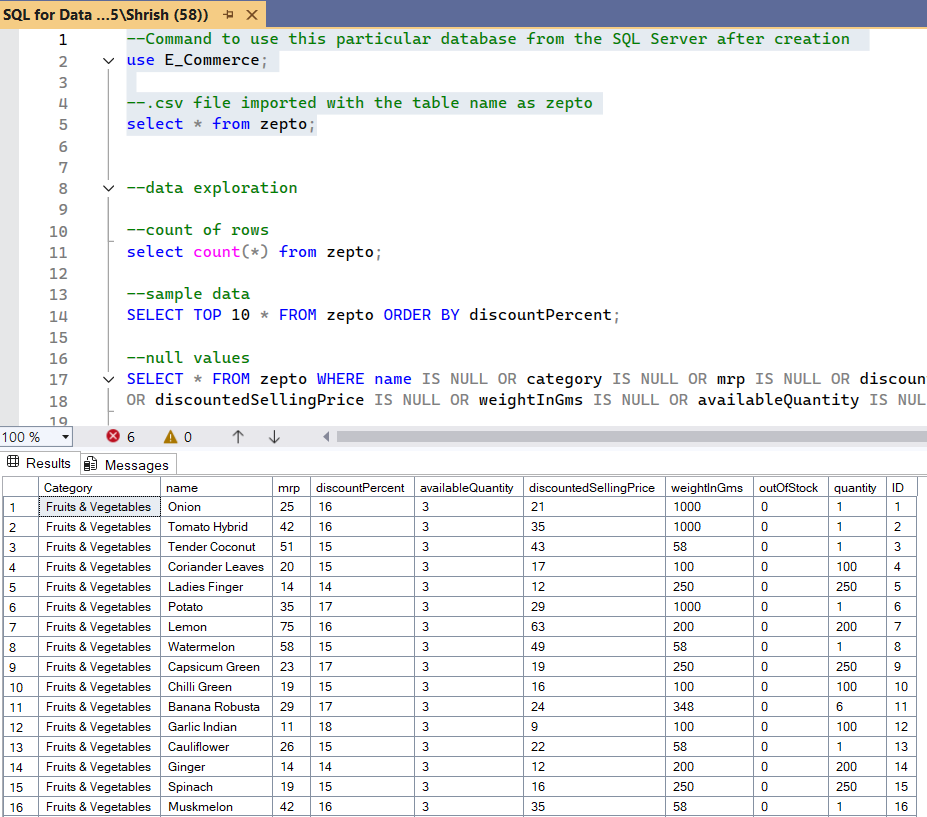 SQL for Data ...5\Shrish (58))
1 --Command to use this particular database from the SQL Server after creation
2 use E_Commerce;
3
4 --.csv file imported with the table name as zepto
5 select * from zepto;
6
7
8 --data exploration
9
10 --count of rows
11 select count(*) from zepto;
12
13 --sample data
14 SELECT TOP 10 * FROM zepto ORDER BY discountPercent;
15
16 --null values
17 SELECT * FROM zepto WHERE name IS NULL OR category IS NULL OR mrp IS NULL OR discoun
18 OR discountedSellingPrice IS NULL OR weightInGms IS NULL OR availableQuantity IS NUL
19
100 % 6 0
Results Messages
Category name mrp discountPercent availableQuantity discountedSellingPrice weightInGms outOfStock quantity ID
1 Fruits & Vegetables Onion 25 16 3 21 1000 0 1 1
2 Fruits & Vegetables Tomato Hybrid 42 16 3 35 1000 0 1 2
3 Fruits & Vegetables Tender Coconut 51 15 3 43 58 0 1 3
4 Fruits & Vegetables Coriander Leaves 20 15 3 17 100 0 100 4
5 Fruits & Vegetables Ladies Finger 14 14 3 12 250 0 250 5
6 Fruits & Vegetables Potato 35 17 3 29 1000 0 1 6
7 Fruits & Vegetables Lemon 75 16 3 63 200 0 200 7
8 Fruits & Vegetables Watermelon 58 15 3 49 58 0 1 8
9 Fruits & Vegetables Capsicum Green 23 17 3 19 250 0 250 9
10 Fruits & Vegetables Chilli Green 19 15 3 16 100 0 100 10
11 Fruits & Vegetables Banana Robusta 29 17 3 24 348 0 6 11
12 Fruits & Vegetables Garlic Indian 11 18 3 9 100 0 100 12
13 Fruits & Vegetables Cauliflower 26 15 3 22 58 0 1 13
14 Fruits & Vegetables Ginger 14 14 3 12 200 0 200 14
15 Fruits & Vegetables Spinach 19 15 3 16 250 0 250 15
16 Fruits & Vegetables Muskmelon 42 16 3 35 58 0 1 16